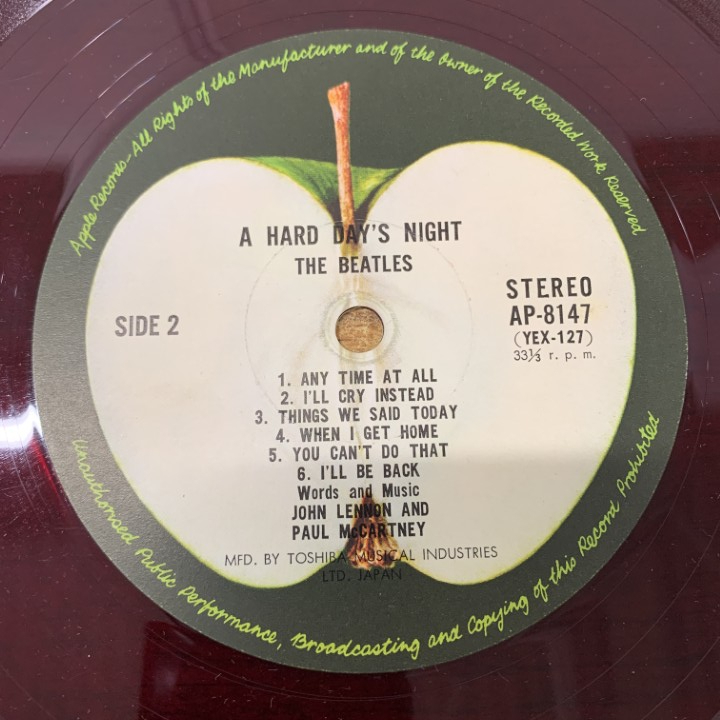 Apple Records-All Rights of the Manufacturer and of the Owner of the Recorded Work Reserved
A HARD DAY'S NIGHT
THE BEATLES
SIDE 2
STEREO
AP-8147
(YEX-127)
33⅓ r. p. m.
1. ANY TIME AT ALL
2. I'LL CRY INSTEAD
3. THINGS WE SAID TODAY
4. WHEN I GET HOME
5. YOU CAN'T DO THAT
6. I'LL BE BACK
Words and Music
JOHN LENNON AND
PAUL McCARTNEY
MFD. BY TOSHIBA MUSICAL INDUSTRIES
LTD. JAPAN
Unauthorised Public Performance, Broadcasting and Copying of this Record Prohibited